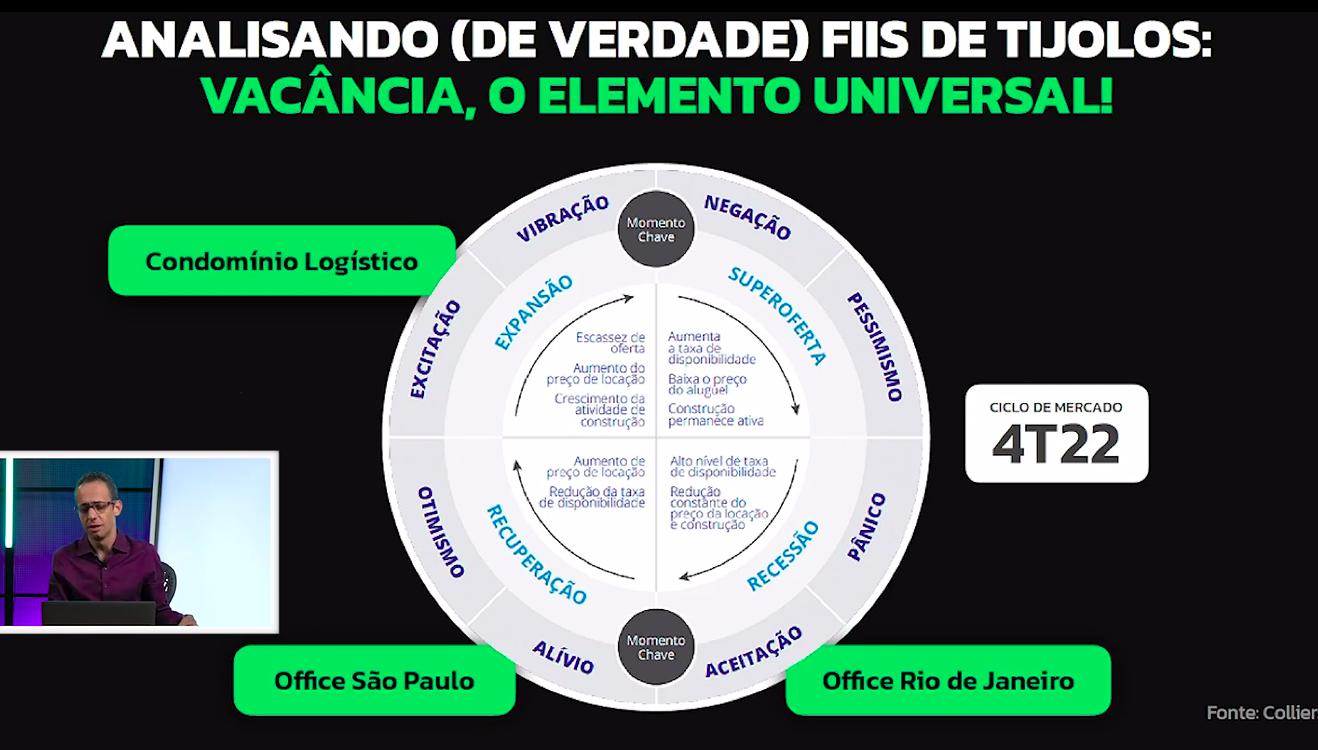 ANALISANDO (DE VERDADE) FIIS DE TIJOLOS:
VACÂNCIA, O ELEMENTO UNIVERSAL!
Condomínio Logístico
VIBRAÇÃO
Momento
Chave
NEGAÇÃO
EXCITAÇÃO
EXPANSÃO
SUPEROFERTA
PESSIMISMO
Escassez de
oferta
Aumento do
preço de locação
Crescimento da
atividade de
construção
Aumenta
a taxa de
disponibilidade
Baixa o preço
do aluguel
Construção
permanece ativa
CICLO DE MERCADO
4T22
Aumento de
preço de locação
Redução da taxa
de disponibilidade
Alto nível de taxa
de disponibilidade
Redução
constante do
preço da locação
e construção
OTIMISMO
RECUPERAÇÃO
RECESSÃO
PÂNICO
ALÍVIO
Momento
Chave
ACEITAÇÃO
Office São Paulo
Office Rio de Janeiro
Fonte: Collier